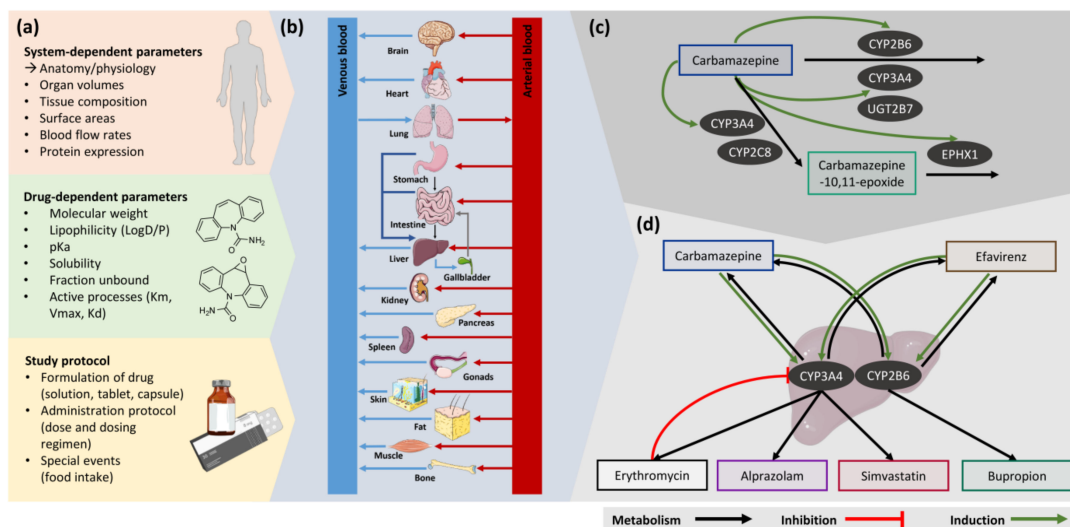 (a)
System-dependent parameters
→ Anatomy/physiology
• Organ volumes
• Tissue composition
• Surface areas
• Blood flow rates
• Protein expression
Drug-dependent parameters
• Molecular weight
• Lipophilicity (LogD/P)
• pKa
• Solubility
• Fraction unbound
• Active processes (Km,
Vmax, Kd)
NH₂
O
O
N
H₂N
O
N
Study protocol
• Formulation of drug
(solution, tablet, capsule)
• Administration protocol
(dose and dosing
regimen)
• Special events
(food intake)
(b)
Venous blood
Arterial blood
Brain
Heart
Lung
Stomach
Intestine
Liver
Gallbladder
Kidney
Pancreas
Spleen
Gonads
Skin
Fat
Muscle
Bone
(c)
Carbamazepine
CYP2B6
CYP3A4
UGT2B7
CYP3A4
CYP2C8
EPHX1
Carbamazepine
-10,11-epoxide
(d)
Carbamazepine
Efavirenz
CYP3A4
CYP2B6
Erythromycin
Alprazolam
Simvastatin
Bupropion
Metabolism
Inhibition
Induction